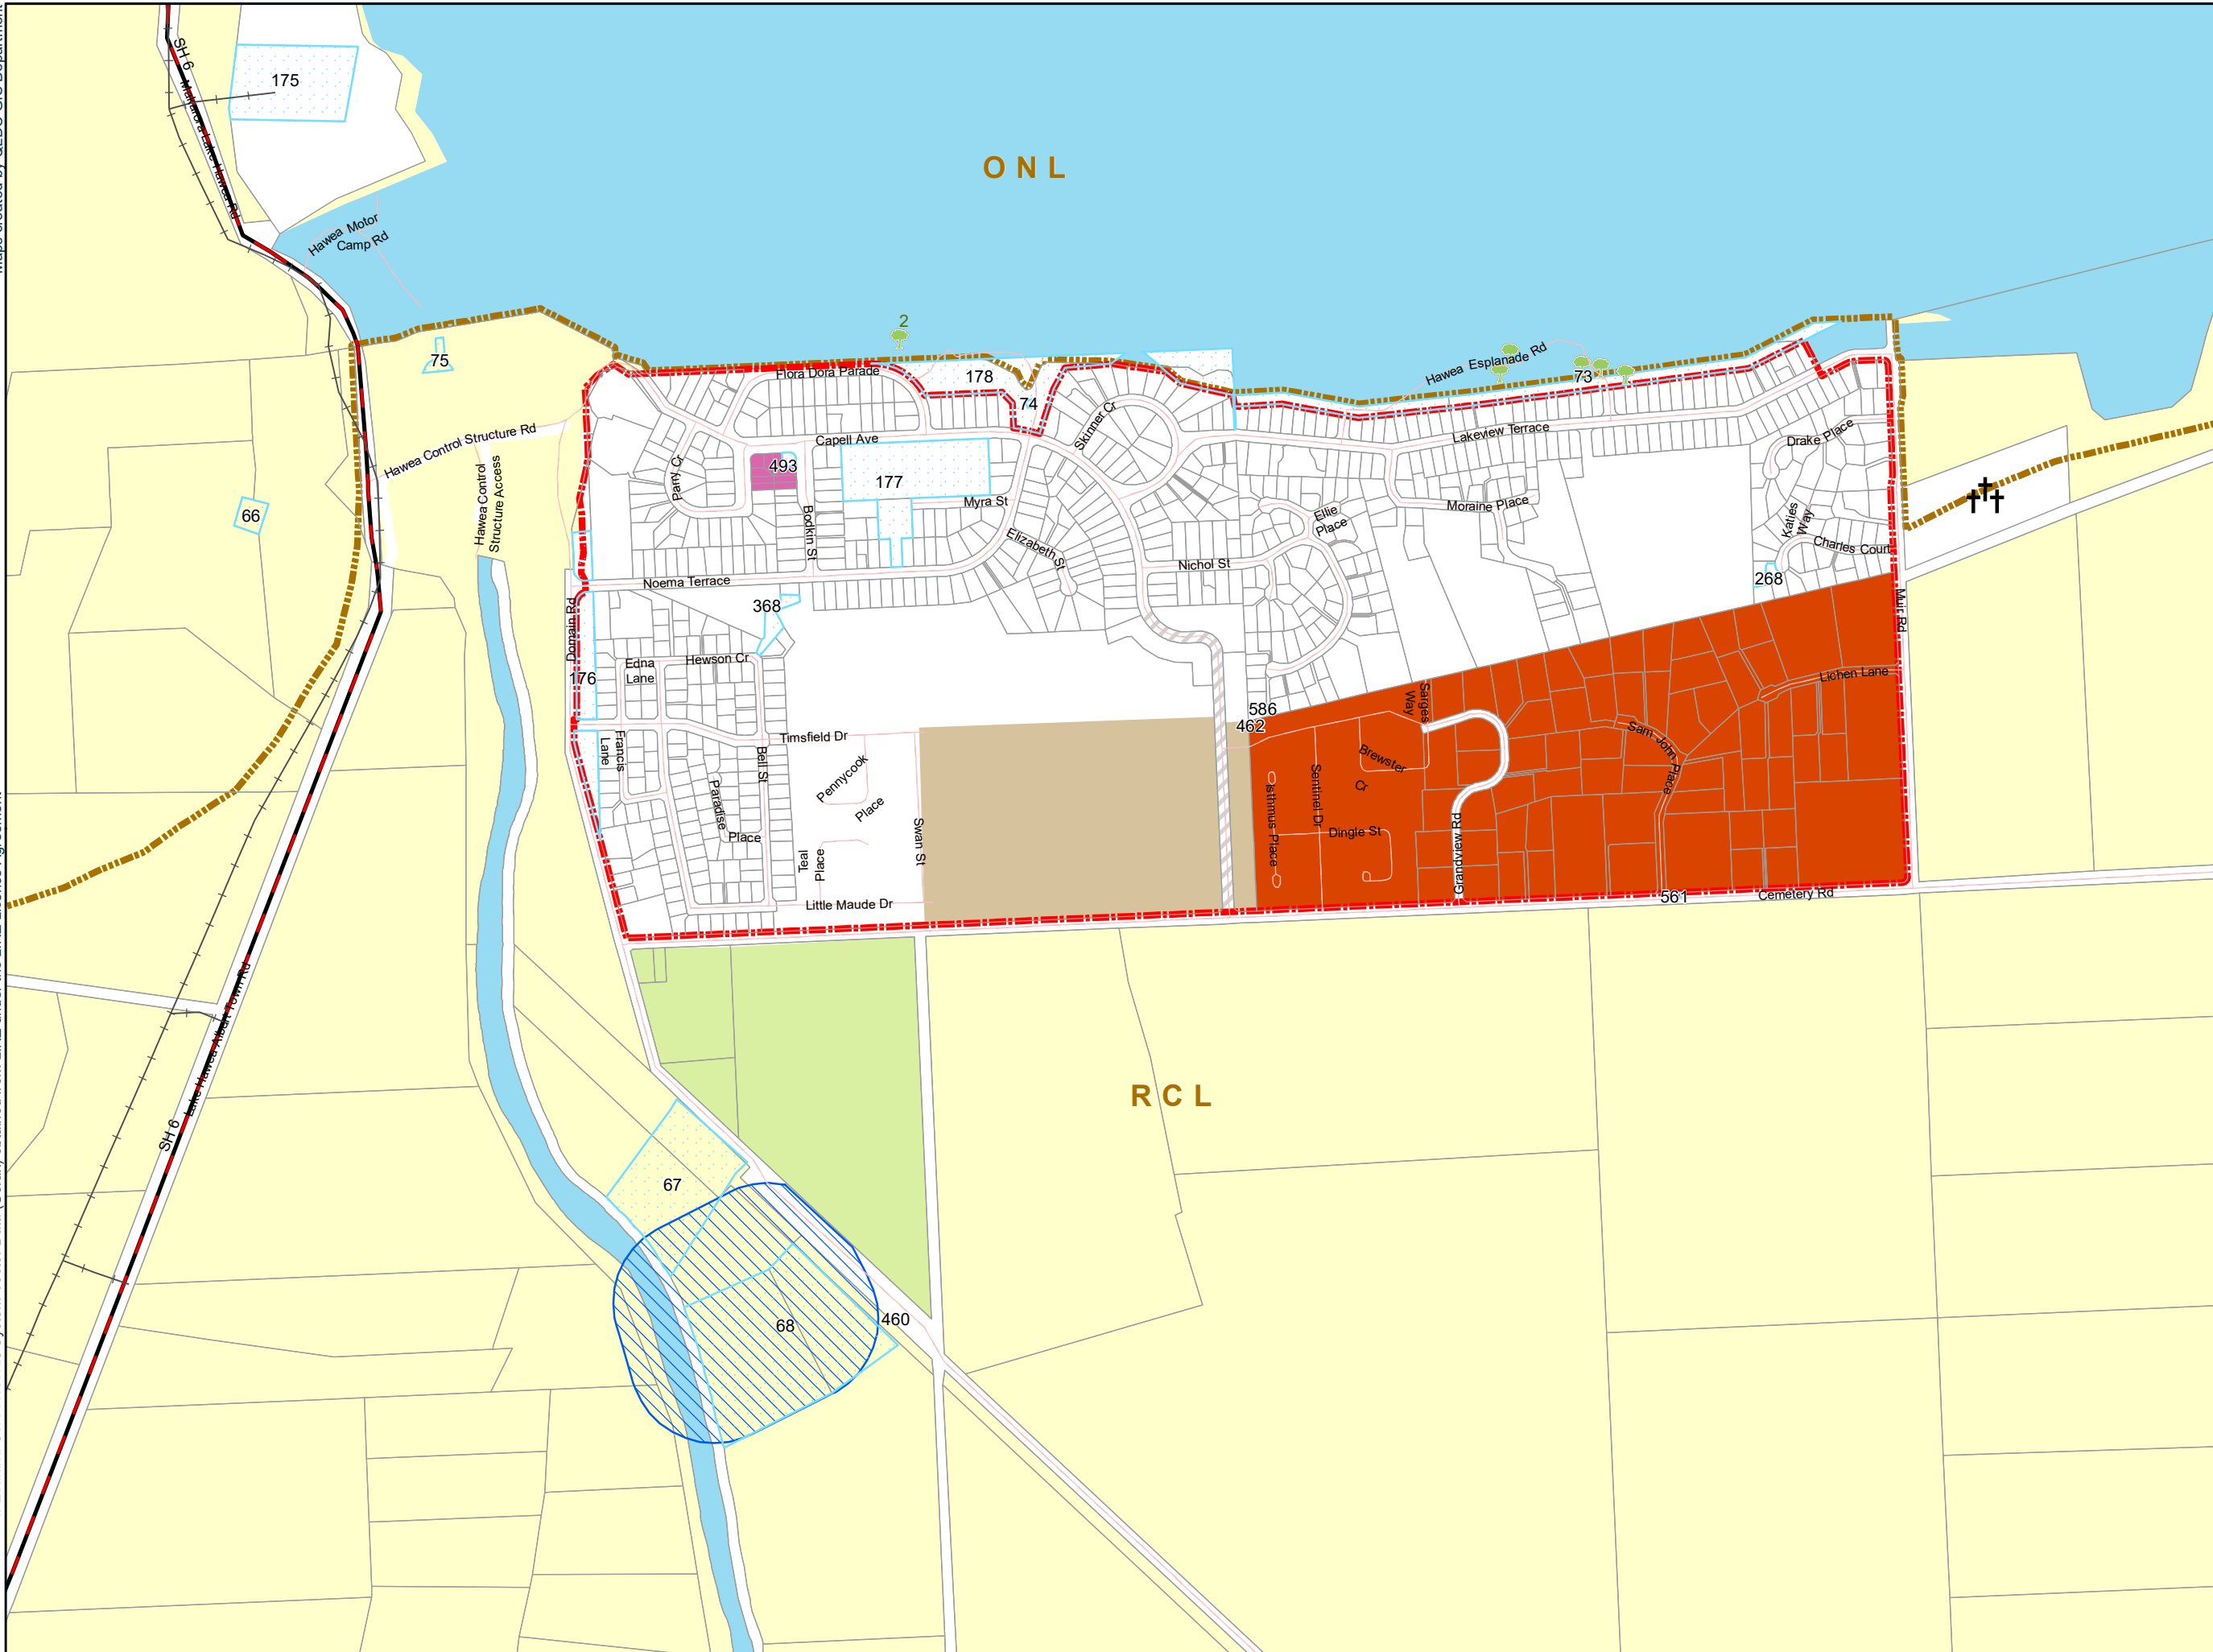 SH 6
Makarora-Lake Hawea Rd
175
ONL
Hawea Motor
Camp Rd
75
2
Flora Dora Parade
178
74
Hawea Esplanade Rd
73
Skinner Cr
Capell Ave
Lakeview Terrace
Drake Place
Hawea Control Structure Rd
Hawea Control
Structure Access
66
Parry Cr
493
177
Myra St
Bodkin St
Elizabeth St
Ellie
Place
Moraine Place
Katies
Way
Charles Court
Nichol St
268
Noema Terrace
368
Domain Rd
Muir Rd
Edna
Lane
Hewson Cr
176
Lichen Lane
Sarges
Way
586
462
Francis
Lane
Timsfield Dr
Bell St
Sam John
Place
Brewster
Cr
Pennycook
Place
Paradise
Place
Isthmus Place
Sentinel Dr
Dingle St
Grandview Rd
Swan St
Teal
Place
Little Maude Dr
561
Cemetery Rd
Lake Hawea-Albert Town Rd
SH 6
RCL
67
68
460